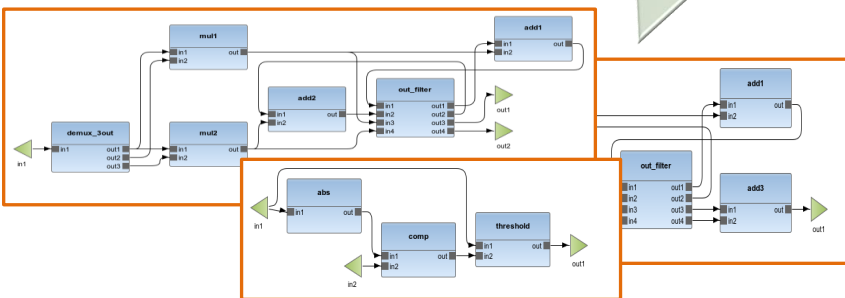 mul1
in1 out
in2
add1
in1 out
in2
add2
in1 out
in2
out_filter
in1 out1
in2 out2
in3 out3
in4 out4
out1
out2
demux_3out
in1 out1
out2
out3
in1
mul2
in1 out
in2
abs
in1 out
in1
comp
in1 out
in2
in2
threshold
in1 out
in2
out1
add1
in1 out
in2
out_filter
in1 out1
in2 out2
in3 out3
in4 out4
add3
in1 out
in2
out1